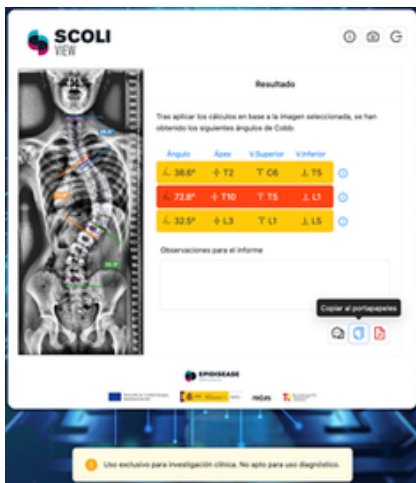 SCOLI
VIEW
Resultado
Tras aplicar los cálculos en base a la imagen seleccionada, se han
obtenido los siguientes ángulos de Cobb:
Ángulo Ápex V.Superior V.Inferior
38.6° T2 C6 T5
72.8° T10 T5 L1
32.5° L3 L1 L5
Observaciones para el informe
Copiar al portapapeles
EPIDISEASE
red.es
Uso exclusivo para investigación clínica. No apto para uso diagnóstico.